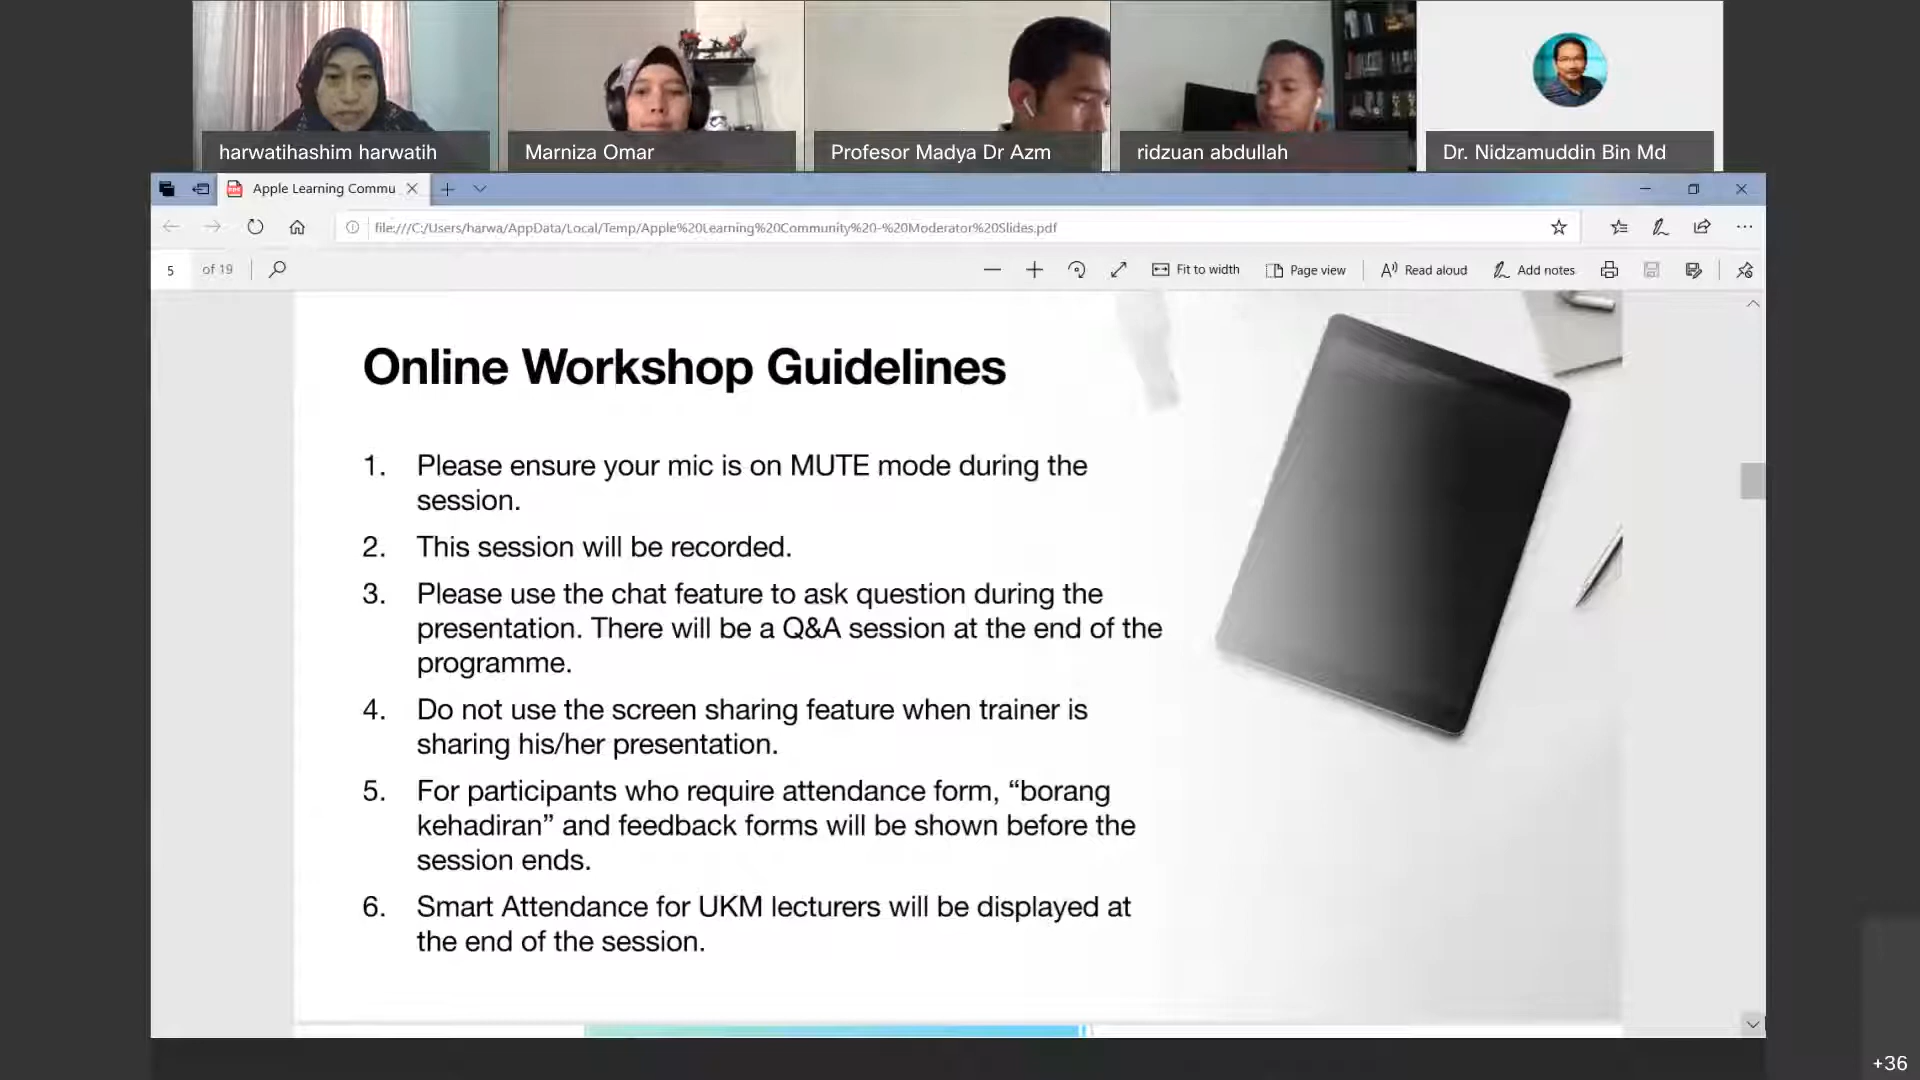 harwatihashim harwatih
Marniza Omar
Profesor Madya Dr Azm
ridzuan abdullah
Dr. Nidzamuddin Bin Md
Apple Learning Commu
file:///C:/Users/harwa/AppData/Local/Temp/Apple%20Learning%20Community%20-%20Moderator%20Slides.pdf
5 of 19
Fit to width
Page view
Read aloud
Add notes
Online Workshop Guidelines
1. Please ensure your mic is on MUTE mode during the
session.
2. This session will be recorded.
3. Please use the chat feature to ask question during the
presentation. There will be a Q&A session at the end of the
programme.
4. Do not use the screen sharing feature when trainer is
sharing his/her presentation.
5. For participants who require attendance form, “borang
kehadiran” and feedback forms will be shown before the
session ends.
6. Smart Attendance for UKM lecturers will be displayed at
the end of the session.
+36